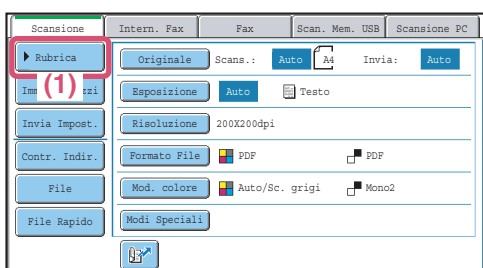 Scansione Intern. Fax Fax Scan. Mem. USB Scansione PC
Rubrica Originale Scans.: Auto A4 Invia: Auto
(1) Esposizione Auto Testo
Invia Impost. Risoluzione 200X200dpi
Contr. Indir. Formato File PDF PDF
File Mod. colore Auto/Sc. grigi Mono2
File Rapido Modi Speciali